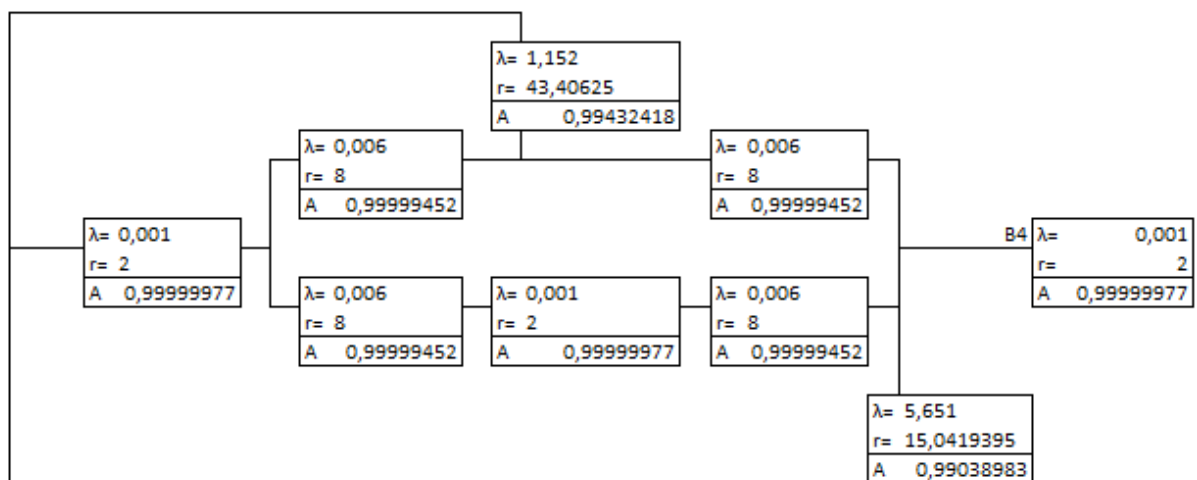 λ= 1,152
r= 43,40625
A 0,99432418
λ= 0,006
r= 8
A 0,99999452
λ= 0,006
r= 8
A 0,99999452
λ= 0,001
r= 2
A 0,99999977
B4 λ= 0,001
r= 2
A 0,99999977
λ= 0,006
r= 8
A 0,99999452
λ= 0,001
r= 2
A 0,99999977
λ= 0,006
r= 8
A 0,99999452
λ= 5,651
r= 15,0419395
A 0,99038983